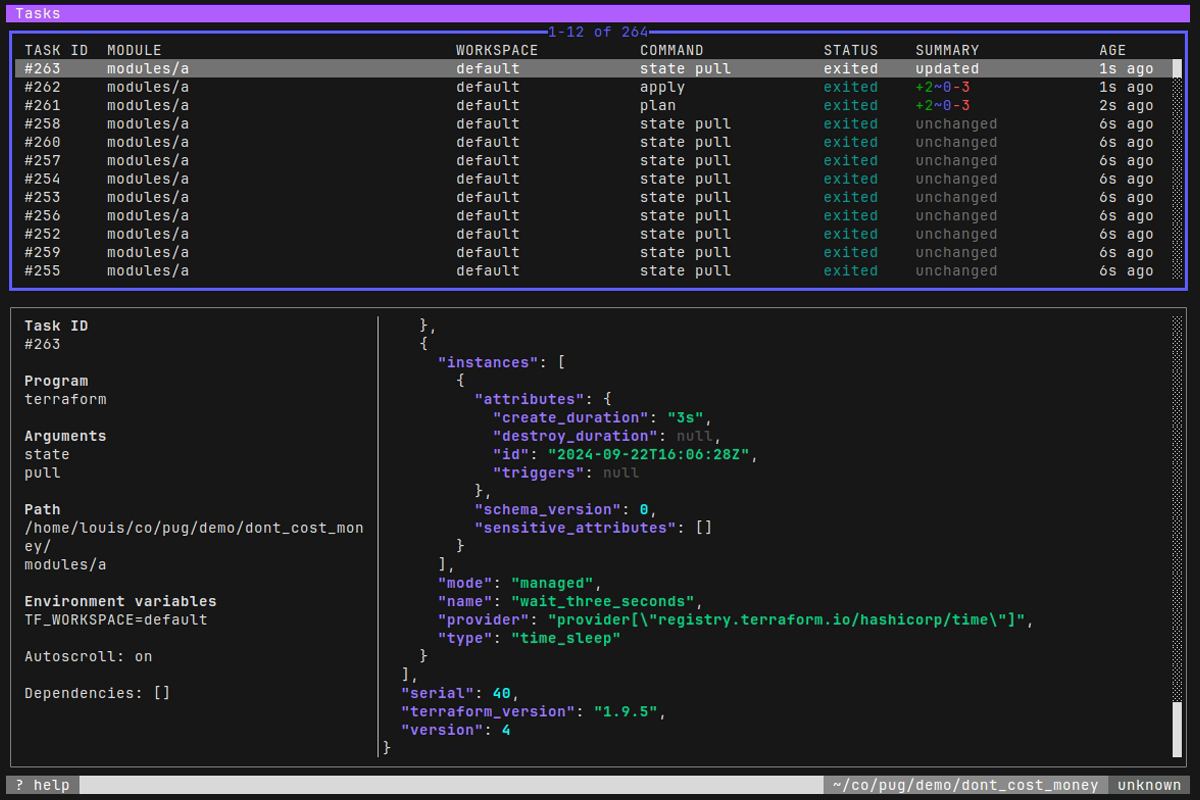 Tasks
1-12 of 264
TASK ID MODULE WORKSPACE COMMAND STATUS SUMMARY AGE
#263 modules/a default state pull exited updated 1s ago
#262 modules/a default apply exited +2~0-3 1s ago
#261 modules/a default plan exited +2~0-3 2s ago
#258 modules/a default state pull exited unchanged 6s ago
#260 modules/a default state pull exited unchanged 6s ago
#257 modules/a default state pull exited unchanged 6s ago
#254 modules/a default state pull exited unchanged 6s ago
#253 modules/a default state pull exited unchanged 6s ago
#256 modules/a default state pull exited unchanged 6s ago
#252 modules/a default state pull exited unchanged 6s ago
#259 modules/a default state pull exited unchanged 6s ago
#255 modules/a default state pull exited unchanged 6s ago
Task ID
#263
Program
terraform
Arguments
state
pull
Path
/home/louis/co/pug/demo/dont_cost_mon
ey/
modules/a
Environment variables
TF_WORKSPACE=default
Autoscroll: on
Dependencies: []
},
{
"instances": [
{
"attributes": {
"create_duration": "3s",
"destroy_duration": null,
"id": "2024-09-22T16:06:28Z",
"triggers": null
},
"schema_version": 0,
"sensitive_attributes": []
}
],
"mode": "managed",
"name": "wait_three_seconds",
"provider": "provider[\"registry.terraform.io/hashicorp/time\"]",
"type": "time_sleep"
}
],
"serial": 40,
"terraform_version": "1.9.5",
"version": 4
}
? help ~/co/pug/demo/dont_cost_money unknown